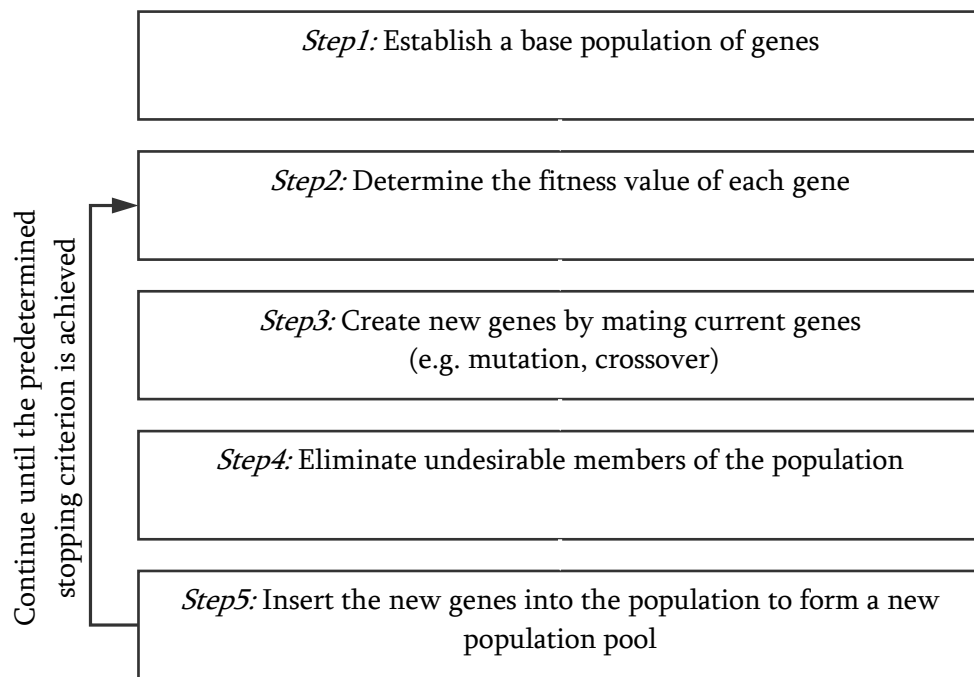 Step1: Establish a base population of genes
Step2: Determine the fitness value of each gene
Step3: Create new genes by mating current genes
(e.g. mutation, crossover)
Step4: Eliminate undesirable members of the population
Step5: Insert the new genes into the population to form a new
population pool
Continue until the predetermined
stopping criterion is achieved